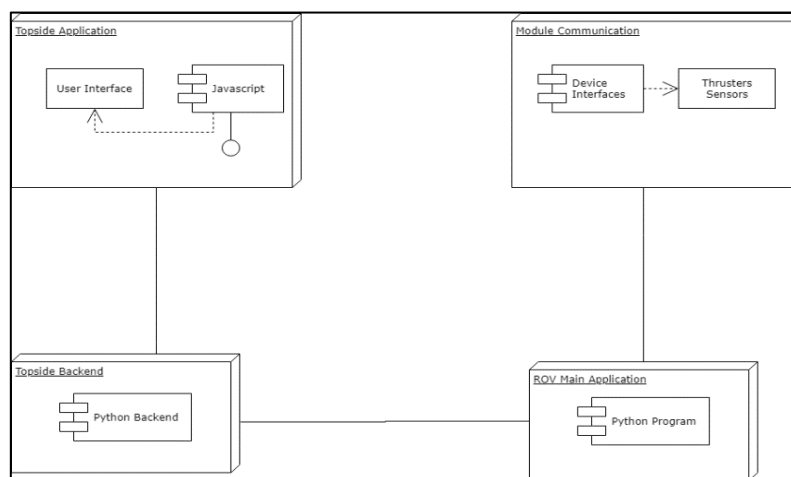 Topside Application
User Interface
Javascript
Module Communication
Device
Interfaces
Thrusters
Sensors
Topside Backend
Python Backend
ROV Main Application
Python Program